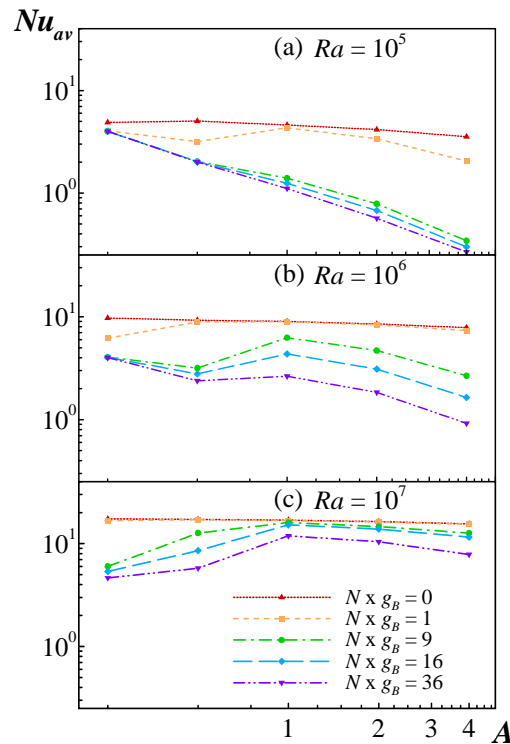 Nu_av
(a) Ra = 10^5
10^1
10^0
(b) Ra = 10^6
10^1
10^0
(c) Ra = 10^7
10^1
10^0
N x g_B = 0
N x g_B = 1
N x g_B = 9
N x g_B = 16
N x g_B = 36
1 2 3 4 A